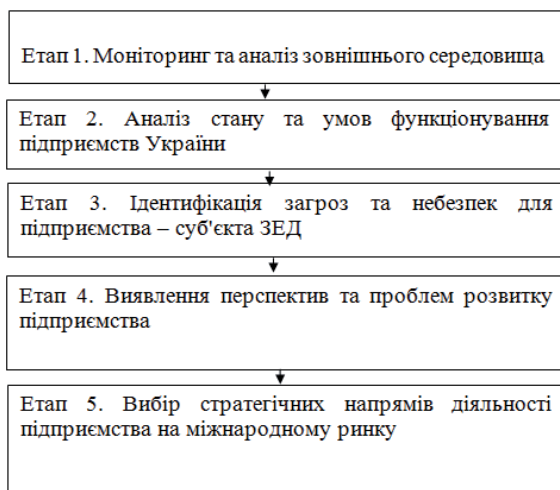 Етап 1. Моніторинг та аналіз зовнішнього середовища
Етап 2. Аналіз стану та умов функціонування
підприємств України
Етап 3. Ідентифікація загроз та небезпек для
підприємства – суб'єкта ЗЕД
Етап 4. Виявлення перспектив та проблем розвитку
підприємства
Етап 5. Вибір стратегічних напрямів діяльності
підприємства на міжнародному ринку